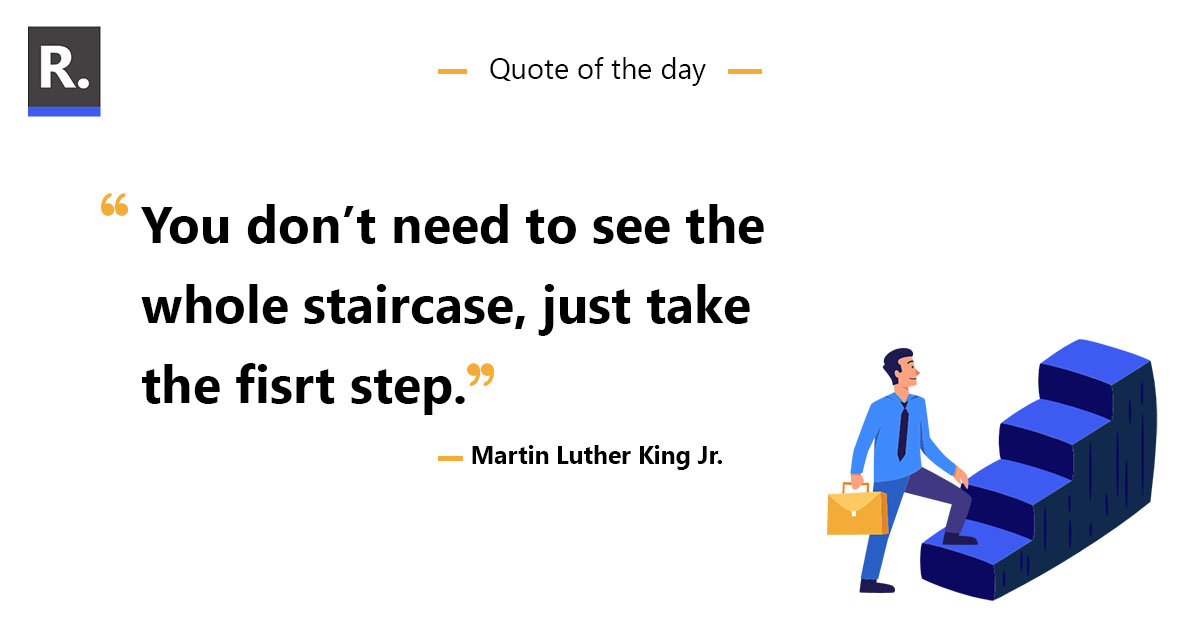 R.
Quote of the day
“ You don’t need to see the
whole staircase, just take
the fisrt step.”
— Martin Luther King Jr.